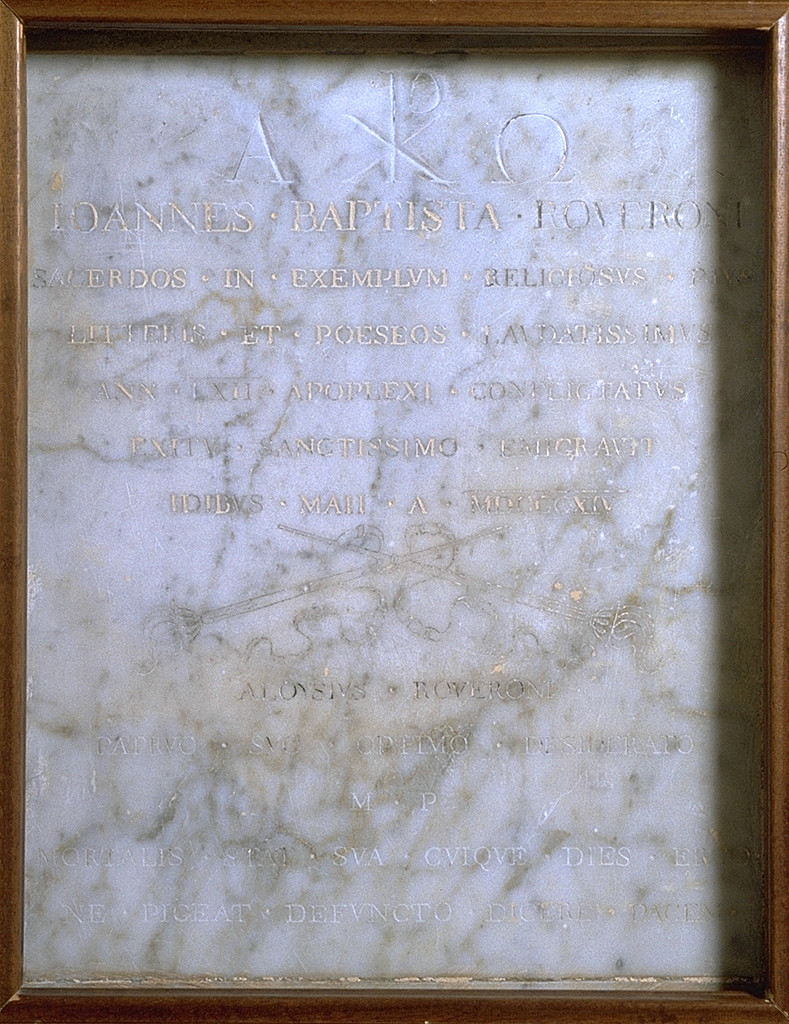 Α ☧ Ω
IOANNES · BAPTISTA · ROVERONI
SACERDOS · IN · EXEMPLVM · RELIGIOSVS · PIVS
LITTERIS · ET · POESEOS · LAVDATISSIMVS
ANN · LXII · APOPLEXI · CONFLICTATVS
EXITV · SANCTISSIMO · EMIGRAVIT
IDIBVS · MAII · A · MDCCCXIV
ALOYSIVS · ROVERONI
PATRVO · SVO · OPTIMO · DESIDERATO
M · P
MORTALIS · STAT · SVA · CVIQVE · DIES · ERGO
NE · PIGEAT · DEFVNCTO · DICERE · PACEM